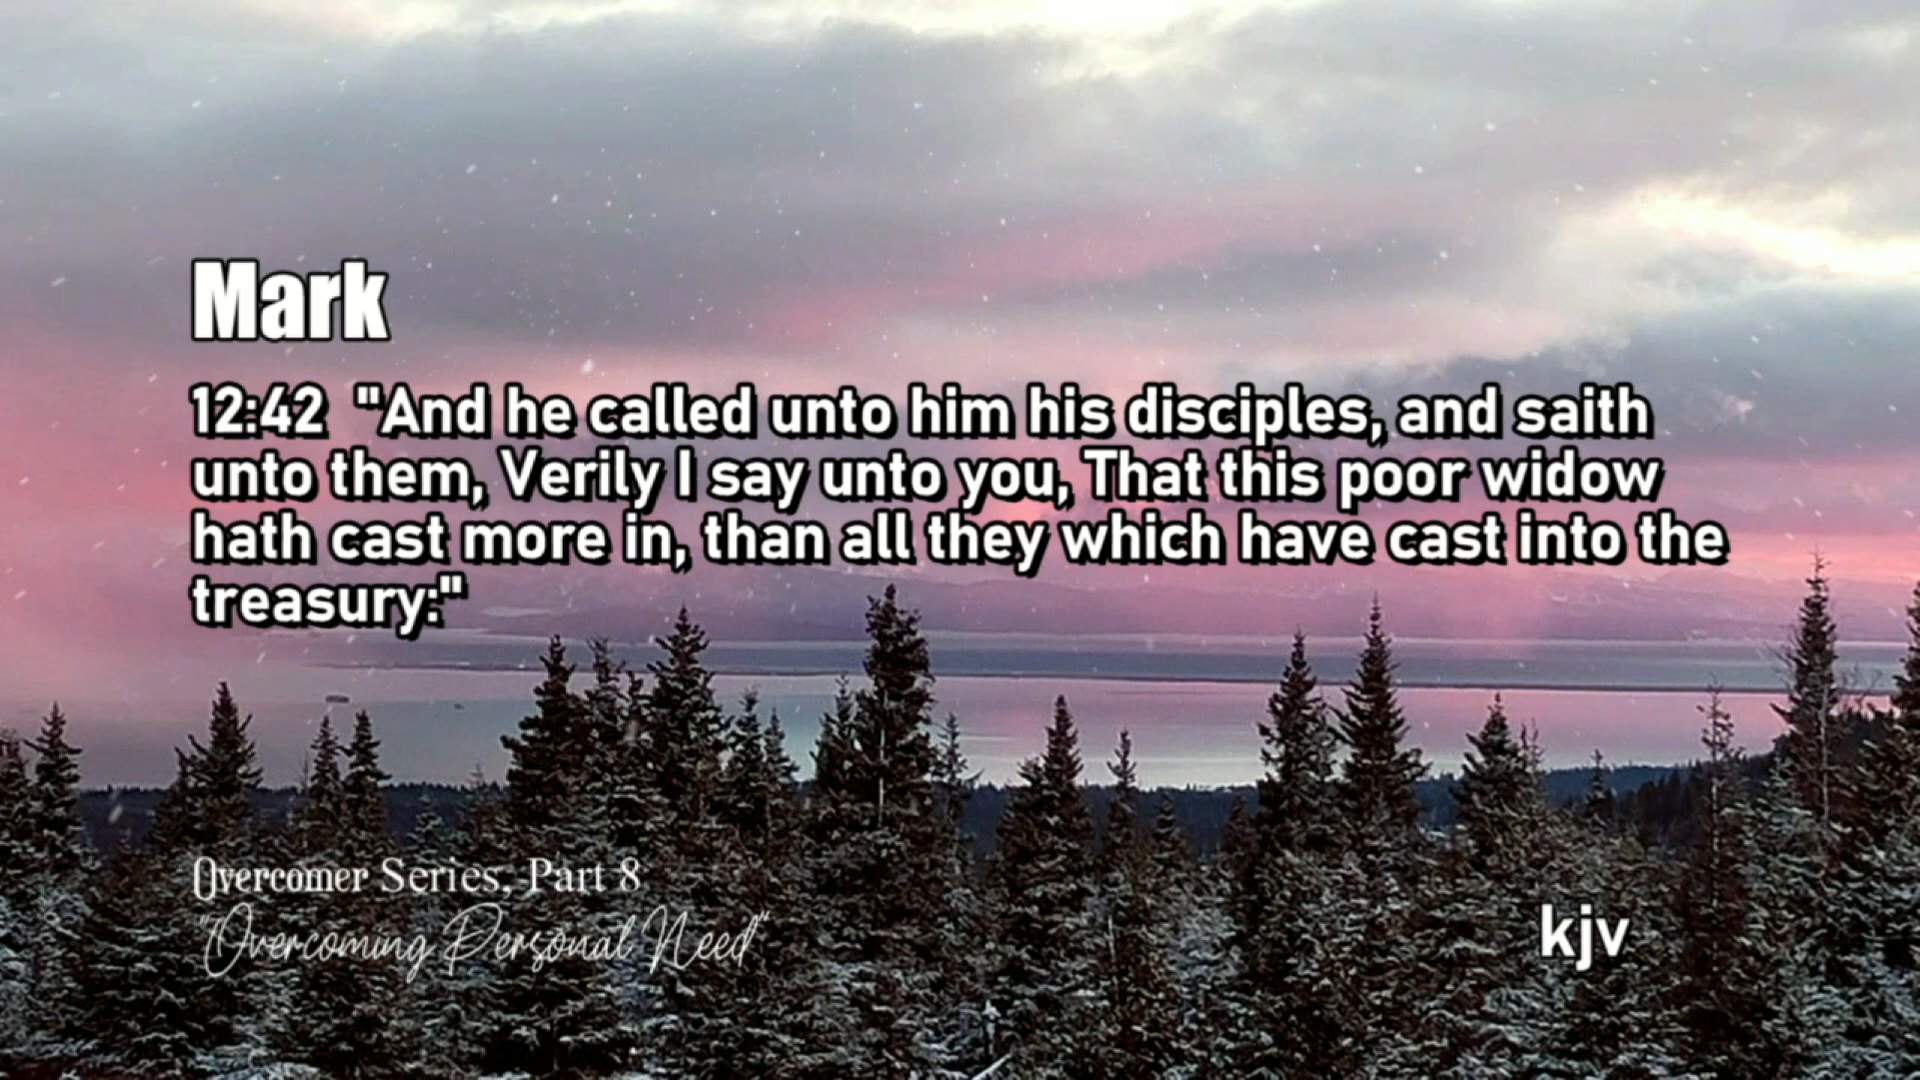 Mark
12:42 "And he called unto him his disciples, and saith
unto them, Verily I say unto you, That this poor widow
hath cast more in, than all they which have cast into the
treasury:"
Overcomer Series, Part 8
"Overcoming Personal Need"
kjv